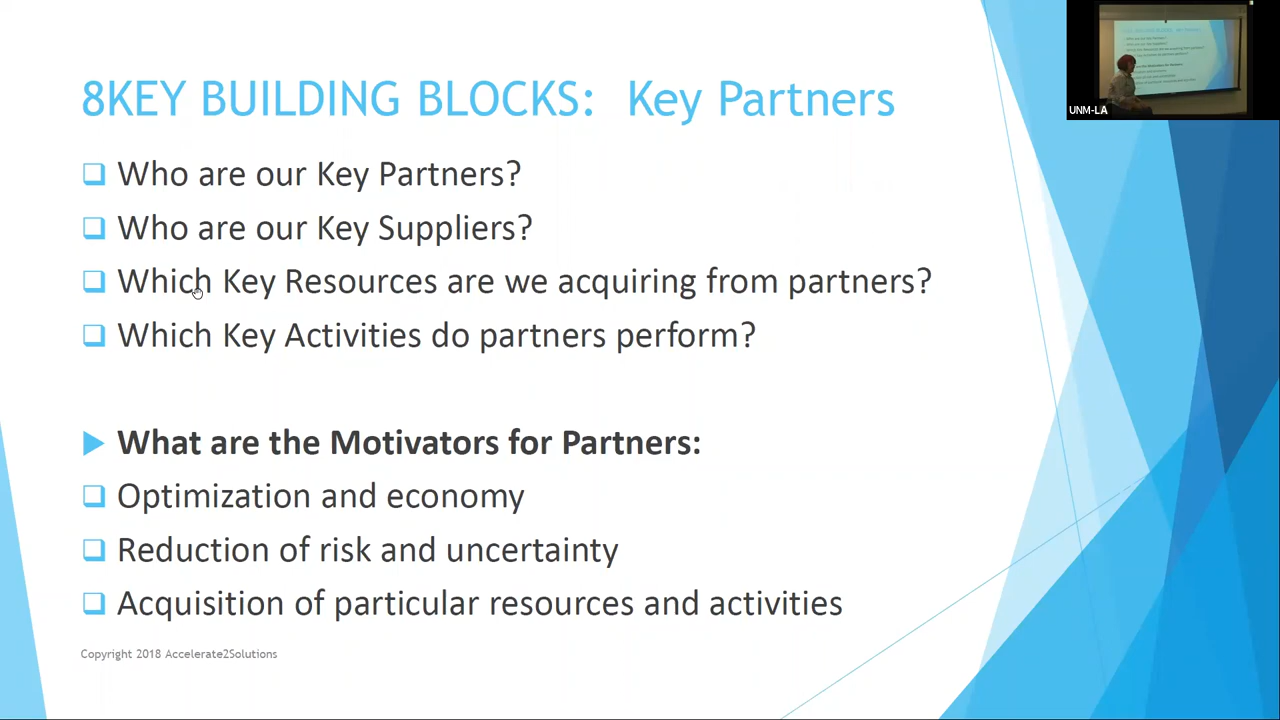 8KEY BUILDING BLOCKS: Key Partners
Who are our Key Partners?
Who are our Key Suppliers?
Which Key Resources are we acquiring from partners?
Which Key Activities do partners perform?
What are the Motivators for Partners:
Optimization and economy
Reduction of risk and uncertainty
Acquisition of particular resources and activities
Copyright 2018 Accelerate2Solutions
UNM-LA